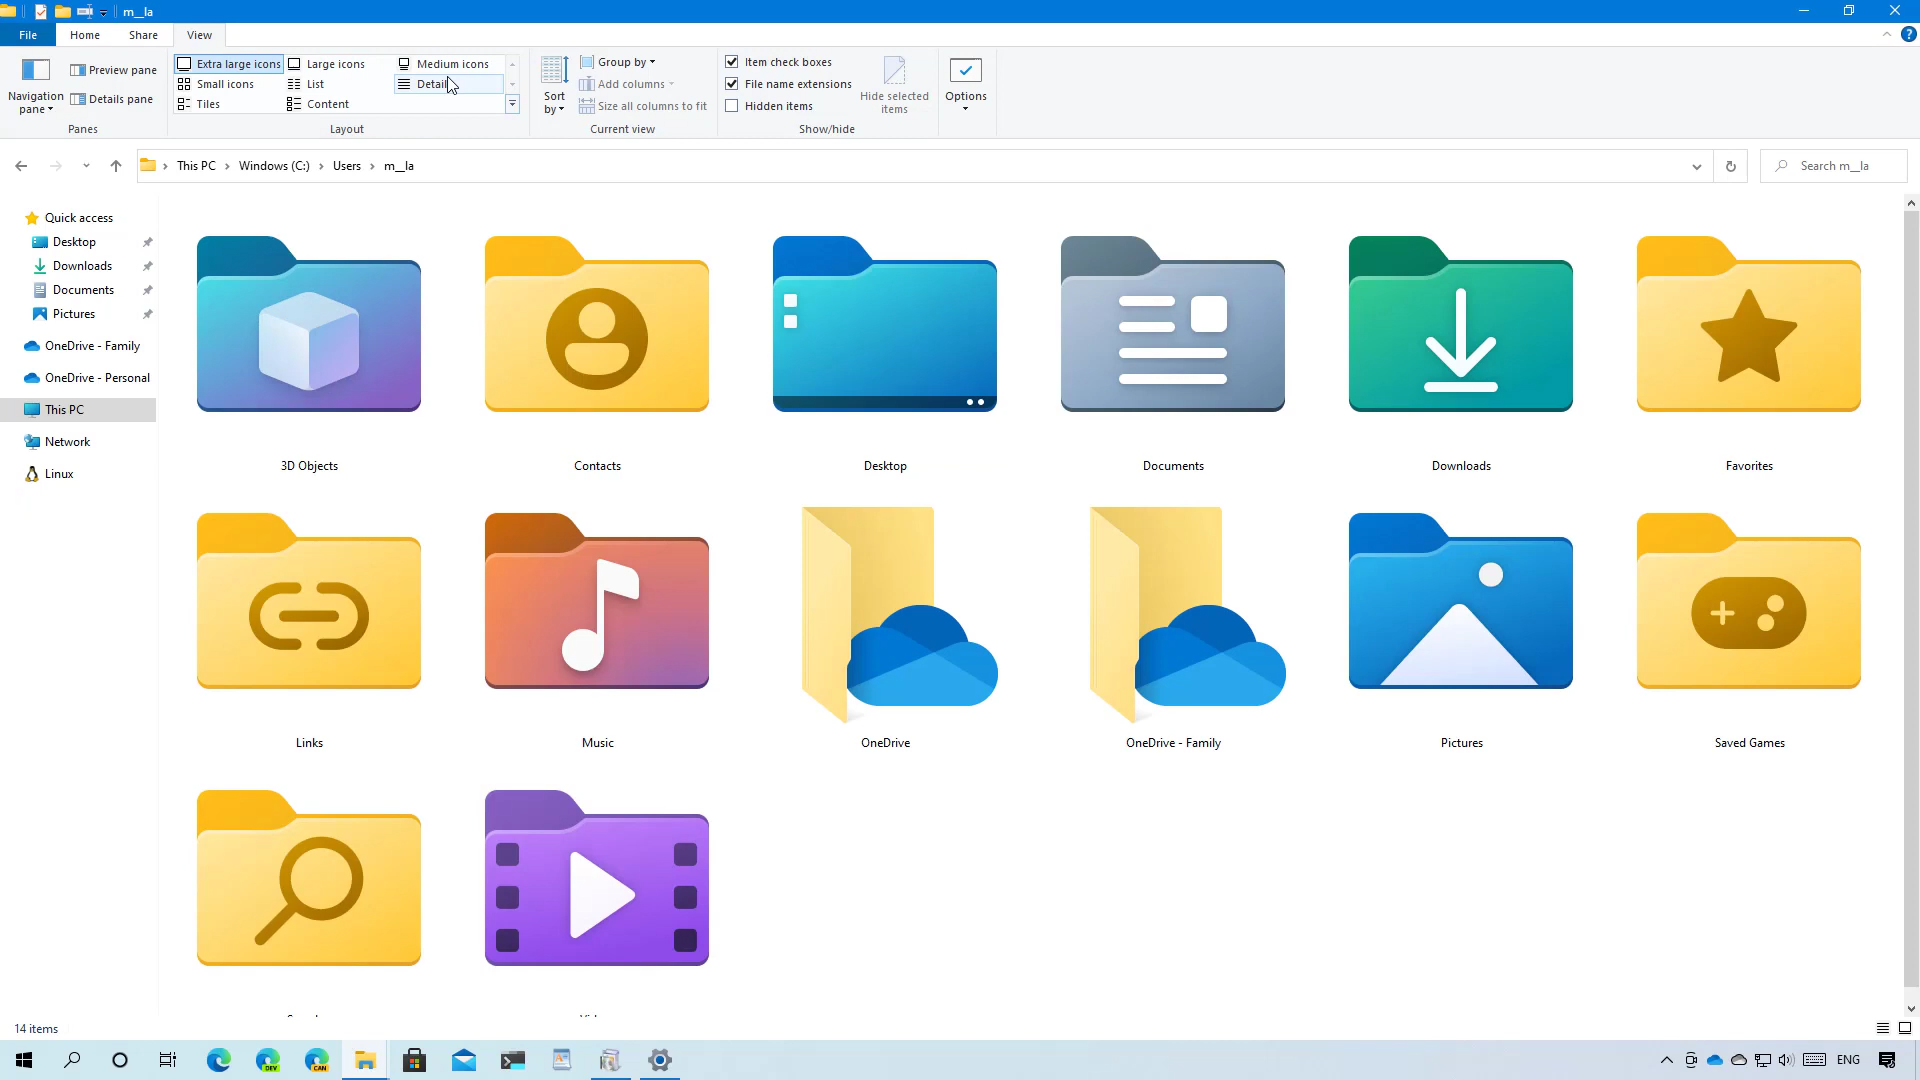 m__la
File Home Share View
Extra large icons Large icons Medium icons
Small icons List
Tiles Content
Navigation pane
Preview pane
Details pane
Panes
Layout
Sort by
Group by
Add columns
Size all columns to fit
Current view
Item check boxes
File name extensions
Hidden items
Hide selected items
Show/hide
Options
This PC Windows (C:) Users m__la
Search m__la
Quick access
Desktop
Downloads
Documents
Pictures
OneDrive - Family
OneDrive - Personal
This PC
Network
Linux
3D Objects Contacts Desktop Documents Downloads Favorites
Links Music OneDrive OneDrive - Family Pictures Saved Games
14 items
DEV CAN ENG